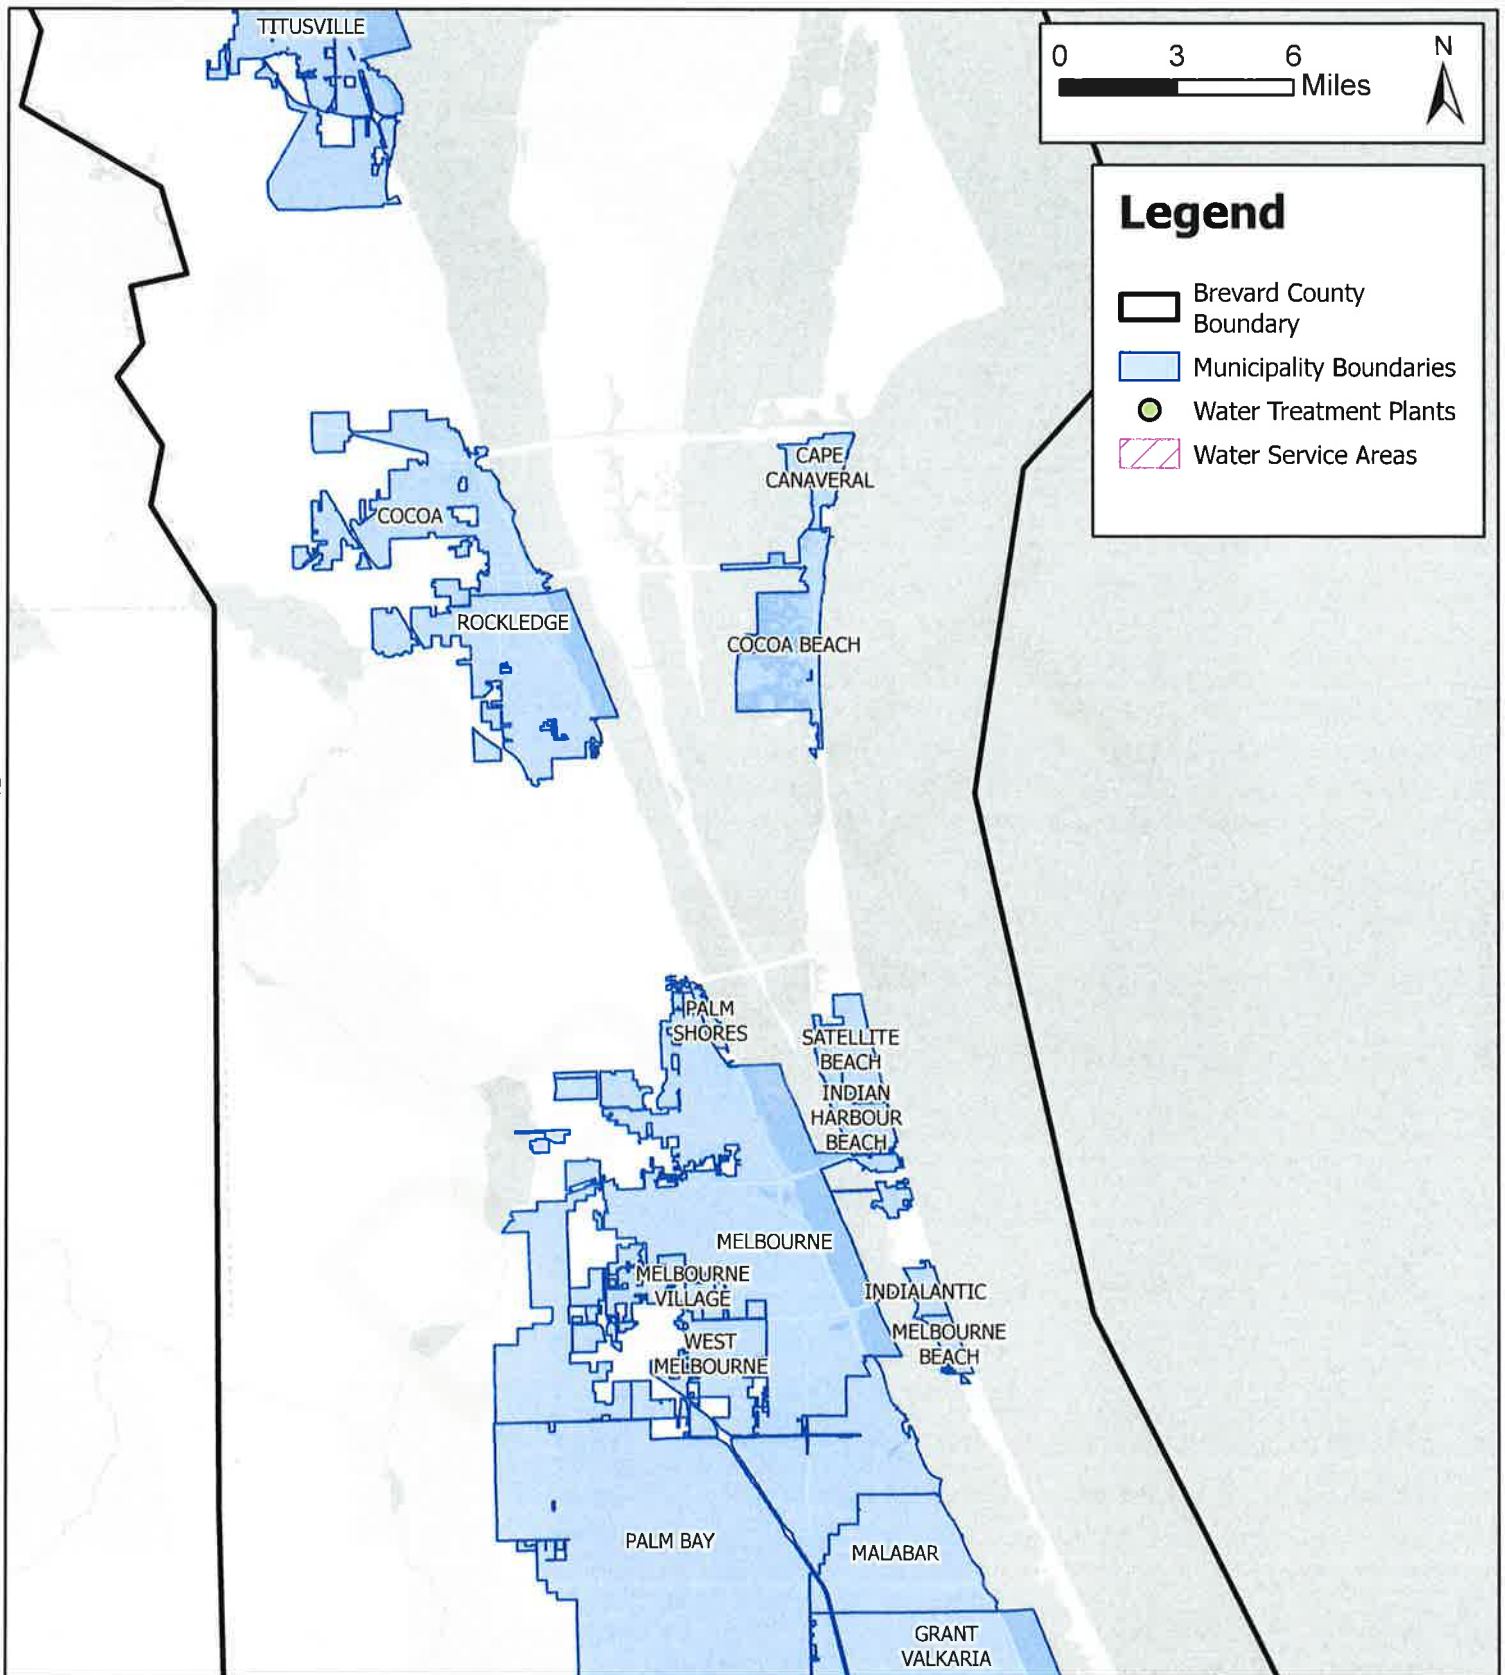 TITUSVILLE
0 3 6
Miles
N
Legend
Brevard County
Boundary
Municipality Boundaries
Water Treatment Plants
Water Service Areas
CAPE
CANAVERAL
COCOA
ROCKLEDGE
COCOA BEACH
PALM
SHORES
SATELLITE
BEACH
INDIAN
HARBOUR
BEACH
MELBOURNE
MELBOURNE
VILLAGE
INDIALANTIC
WEST
MELBOURNE
MELBOURNE
BEACH
PALM BAY
MALABAR
GRANT
VALKARIA